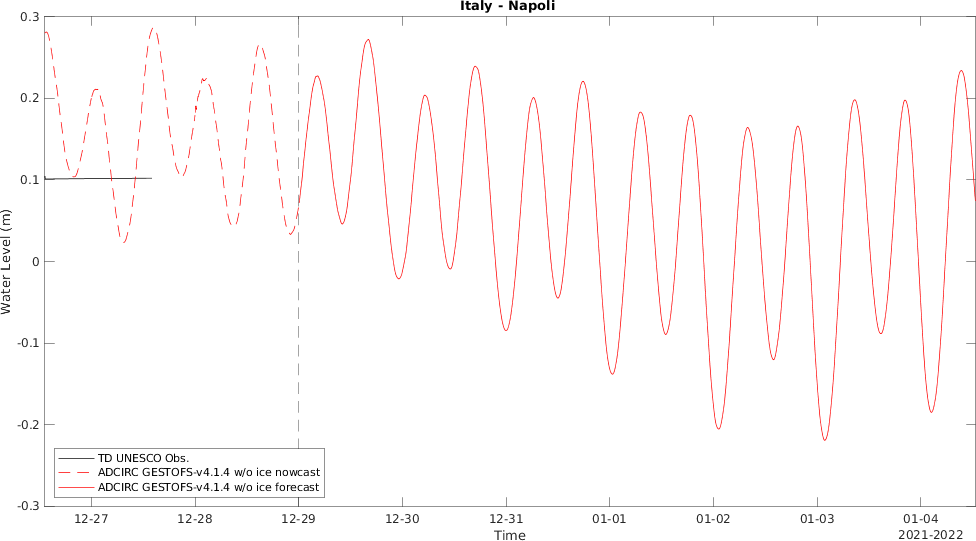 Italy - Napoli
0.3
0.2
0.1
0
-0.1
-0.2
-0.3
Water Level (m)
TD UNESCO Obs.
ADCIRC GESTOFS-v4.1.4 w/o ice nowcast
ADCIRC GESTOFS-v4.1.4 w/o ice forecast
12-27 12-28 12-29 12-30 12-31 01-01 01-02 01-03 01-04
Time
2021-2022